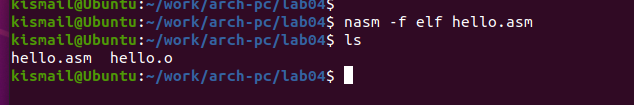 kismail@Ubuntu:~/work/arch-pc/lab04$
kismail@Ubuntu:~/work/arch-pc/lab04$ nasm -f elf hello.asm
kismail@Ubuntu:~/work/arch-pc/lab04$ ls
hello.asm  hello.o
kismail@Ubuntu:~/work/arch-pc/lab04$